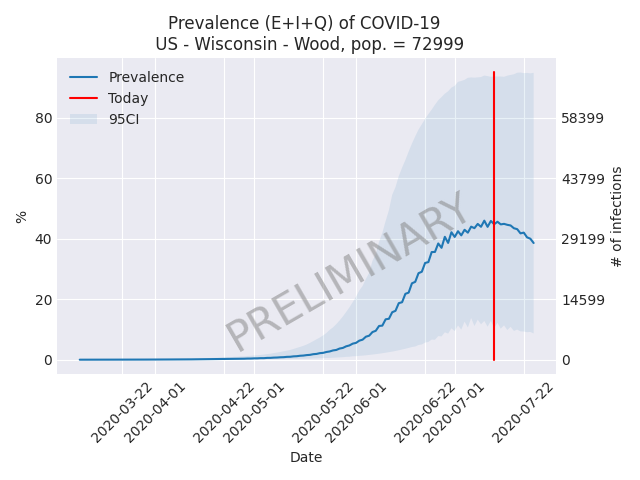 Prevalence (E+I+Q) of COVID-19
US - Wisconsin - Wood, pop. = 72999
Prevalence
Today
95CI
80
60
40
20
0
%
58399
43799
29199
14599
0
# of infections
PRELIMINARY
2020-03-22
2020-04-01
2020-04-22
2020-05-01
2020-05-22
2020-06-01
2020-06-22
2020-07-01
2020-07-22
Date